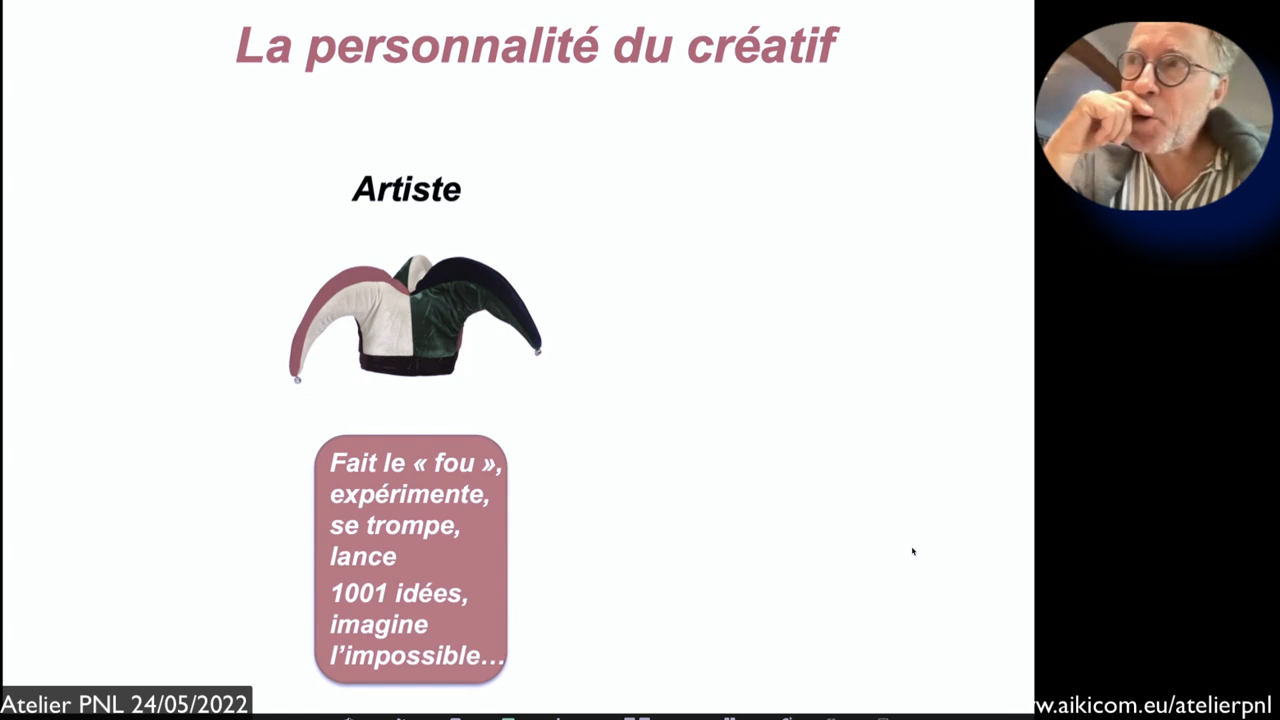 La personnalité du créatif
Artiste
Fait le « fou »,
expérimente,
se trompe,
lance
1001 idées,
imagine
l’impossible…
Atelier PNL 24/05/2022
w.aikicom.eu/atelierpnl